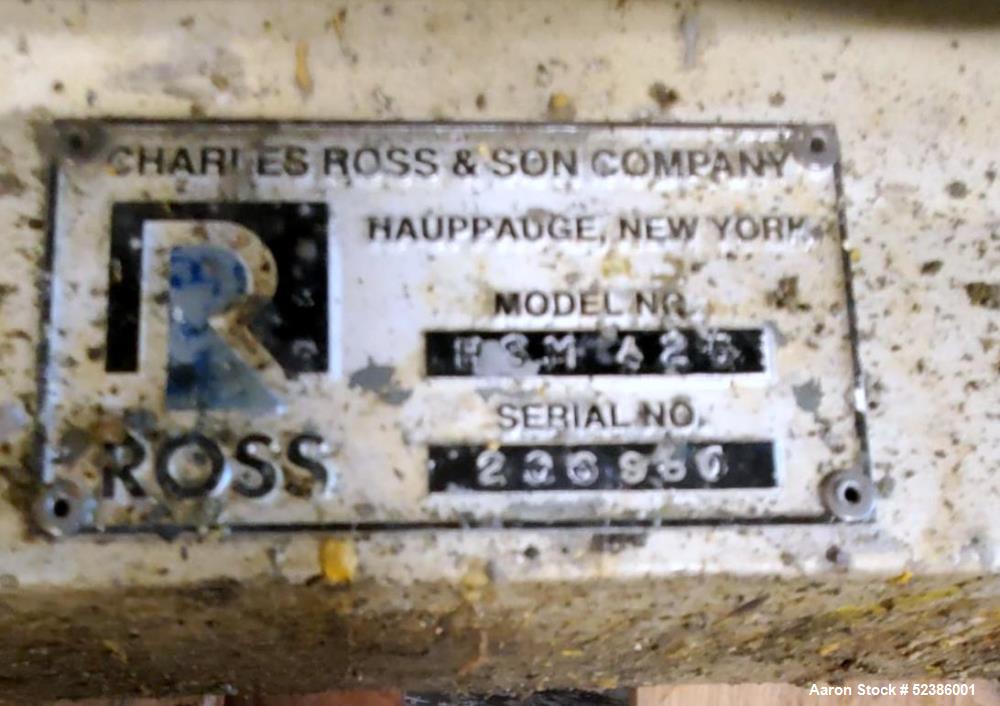 CHARLES ROSS & SON COMPANY
HAUPPAUGE, NEW YORK
MODEL NO.
SERIAL NO.
R
ROSS
Aaron Stock # 52386001